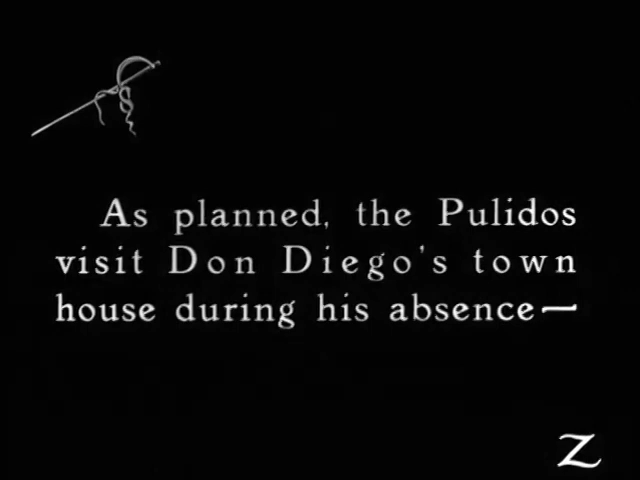 As planned, the Pulidos
visit Don Diego's town
house during his absence—
Z